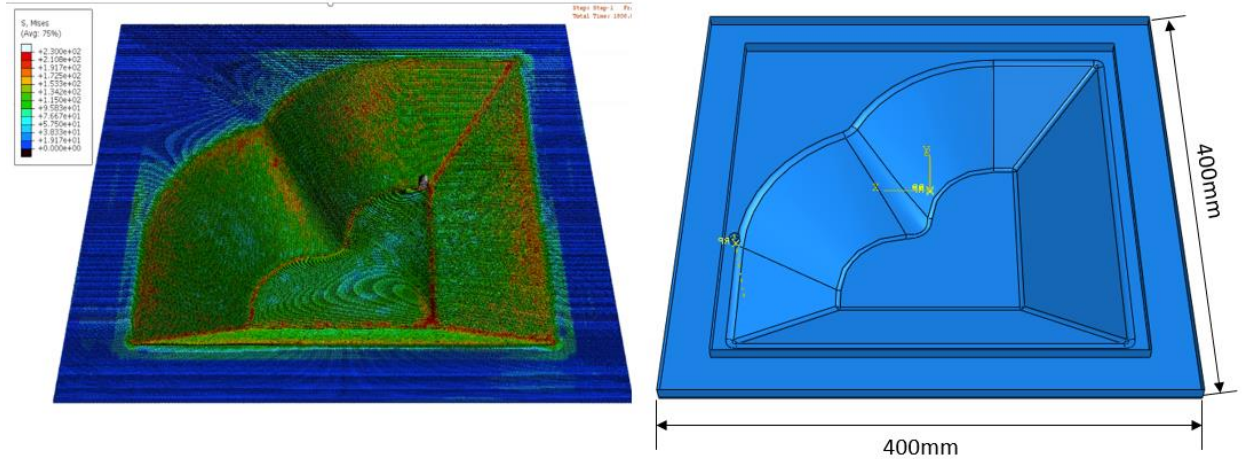 S, Mises
(Avg: 75%)
+2.300e+02
+2.108e+02
+1.917e+02
+1.725e+02
+1.533e+02
+1.342e+02
+1.150e+02
+9.583e+01
+7.667e+01
+5.750e+01
+3.833e+01
+1.917e+01
+0.000e+00
Step: Step-1
Total Time: 1000.
400mm
400mm